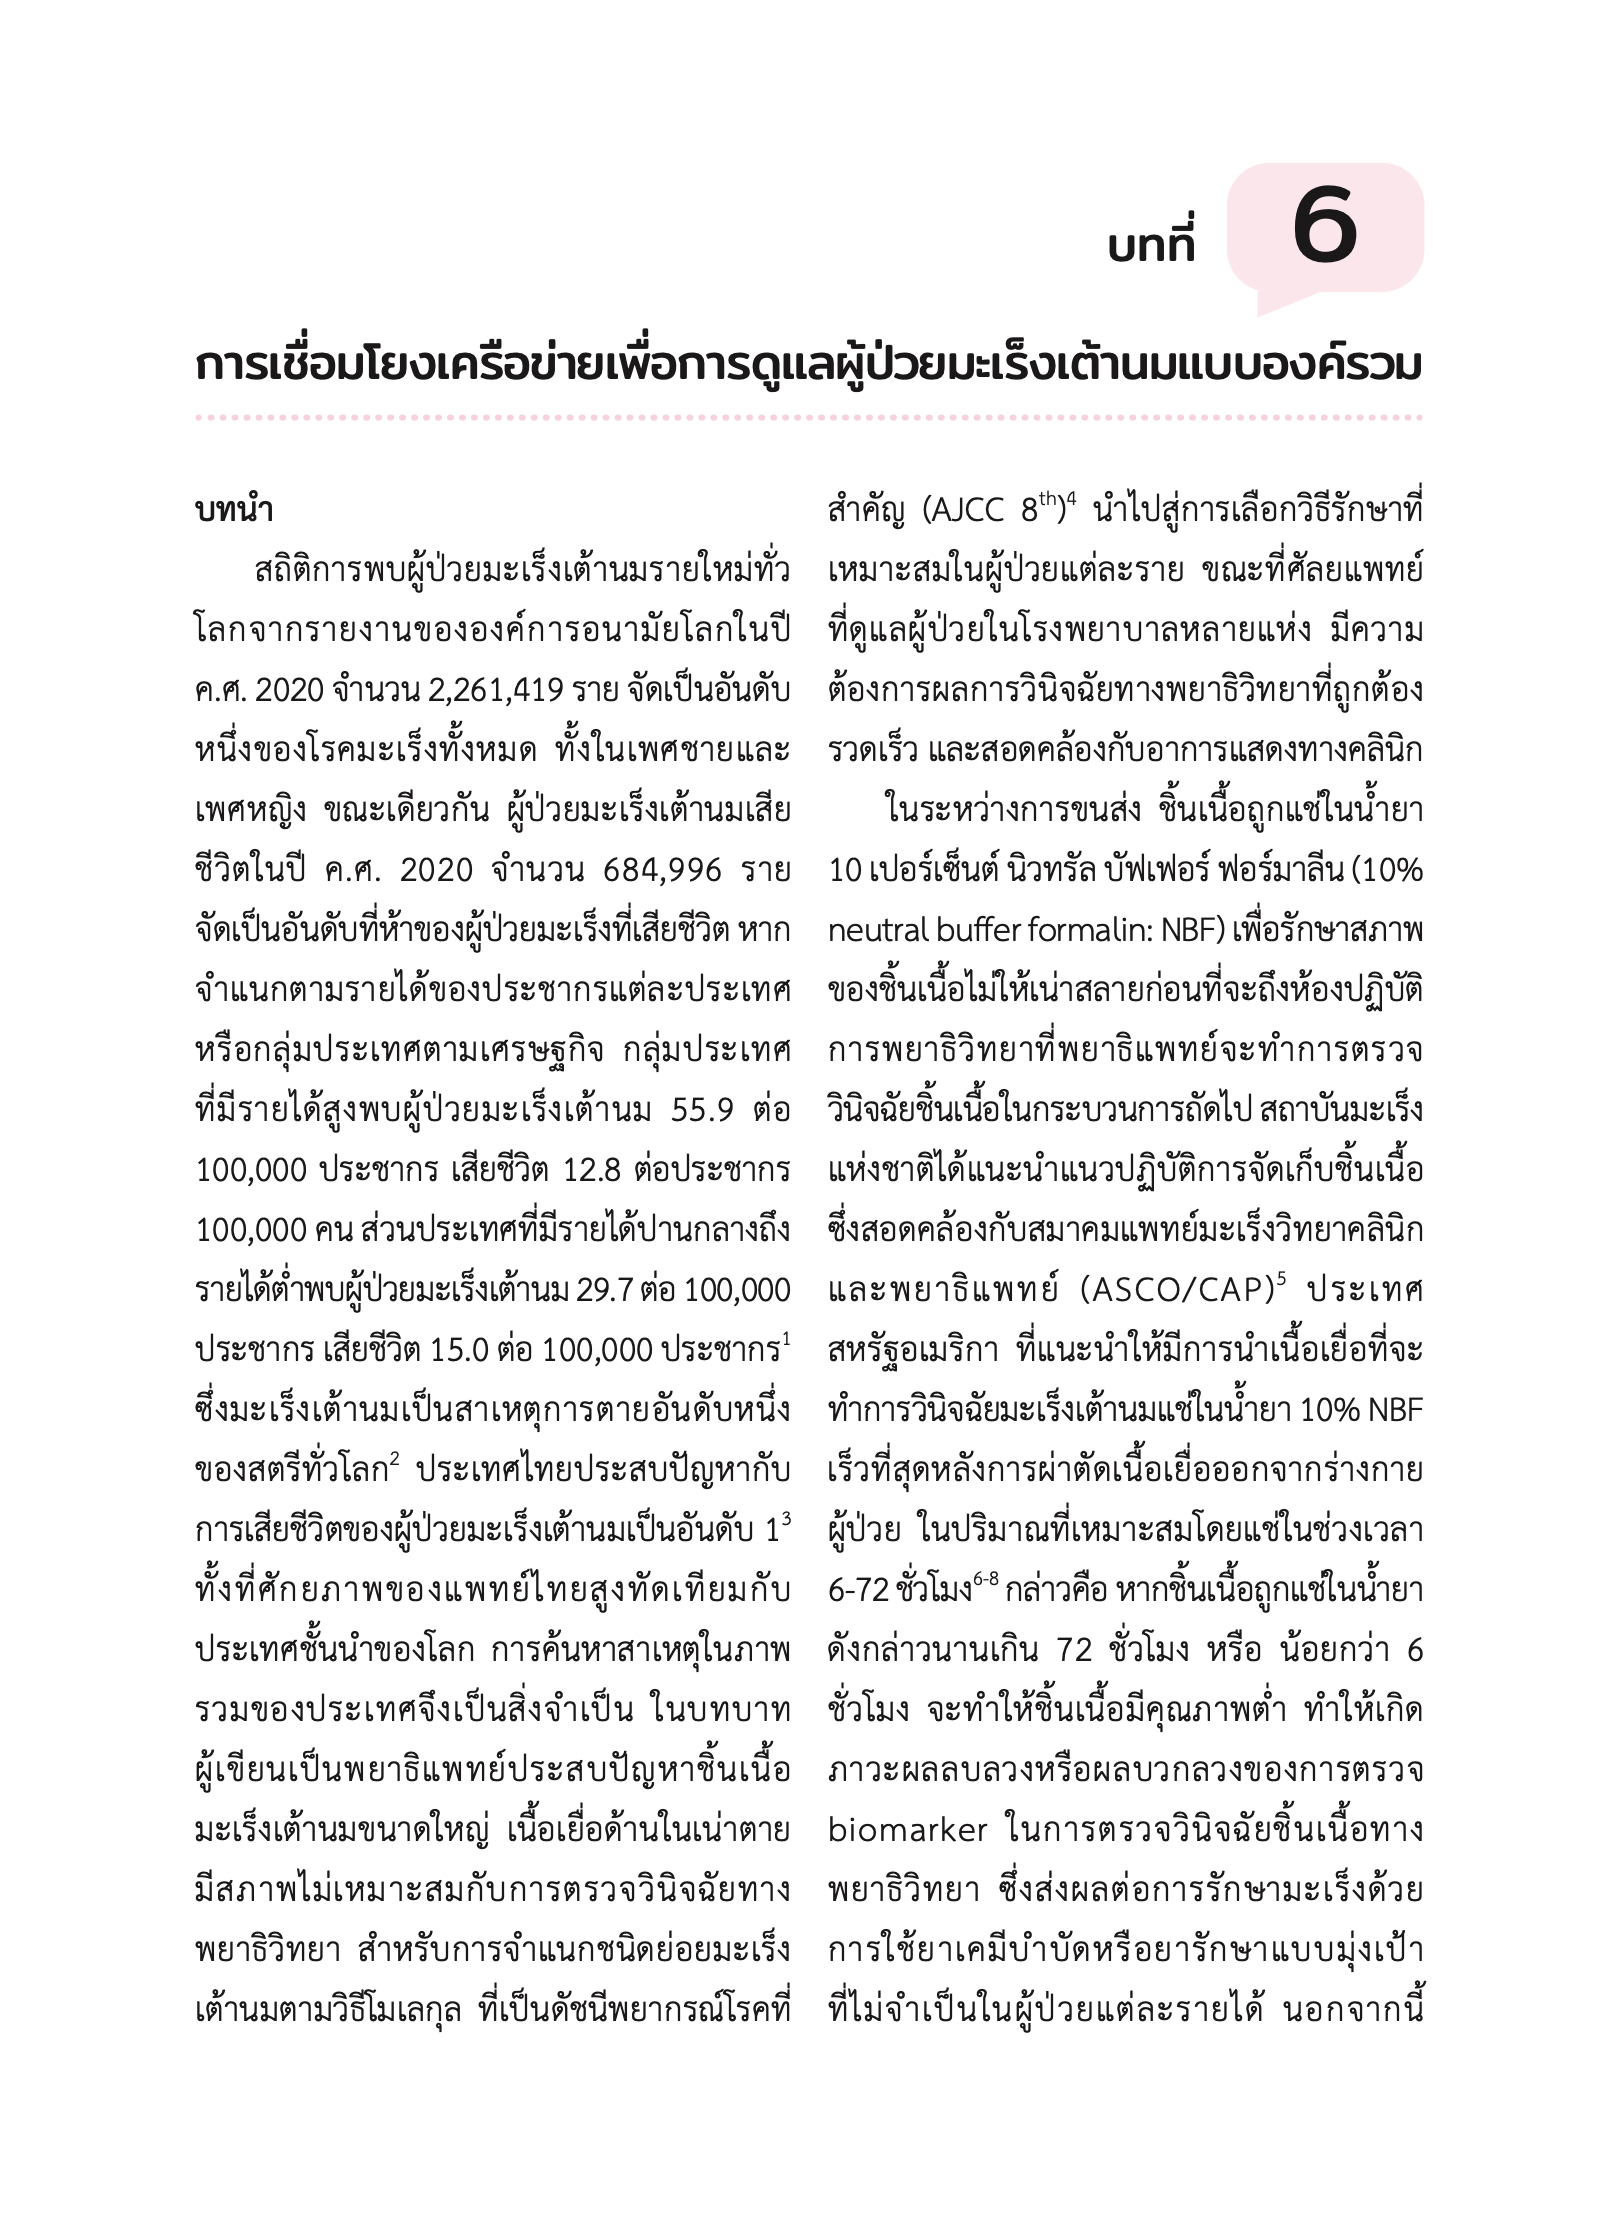 บทที่ 6
การเชื่อมโยงเครือข่ายเพื่อการดูแลผู้ป่วยมะเร็งเต้านมแบบองค์รวม
บทนำ
สถิติการพบผู้ป่วยมะเร็งเต้านมรายใหม่ทั่ว
โลกจากรายงานขององค์การอนามัยโลกในปี
ค.ศ. 2020 จำนวน 2,261,419 ราย จัดเป็นอันดับ
หนึ่งของโรคมะเร็งทั้งหมด ทั้งในเพศชายและ
เพศหญิง ขณะเดียวกัน ผู้ป่วยมะเร็งเต้านมเสีย
ชีวิตในปี ค.ศ. 2020 จำนวน 684,996 ราย
จัดเป็นอันดับที่ห้าของผู้ป่วยมะเร็งที่เสียชีวิต หาก
จำแนกตามรายได้ของประชากรแต่ละประเทศ
หรือกลุ่มประเทศตามเศรษฐกิจ กลุ่มประเทศ
ที่มีรายได้สูงพบผู้ป่วยมะเร็งเต้านม 55.9 ต่อ
100,000 ประชากร เสียชีวิต 12.8 ต่อประชากร
100,000 คน ส่วนประเทศที่มีรายได้ปานกลางถึง
รายได้ต่ำพบผู้ป่วยมะเร็งเต้านม 29.7 ต่อ 100,000
ประชากร เสียชีวิต 15.0 ต่อ 100,000 ประชากร¹
ซึ่งมะเร็งเต้านมเป็นสาเหตุการตายอันดับหนึ่ง
ของสตรีทั่วโลก² ประเทศไทยประสบปัญหากับ
การเสียชีวิตของผู้ป่วยมะเร็งเต้านมเป็นอันดับ 1³
ทั้งที่ศักยภาพของแพทย์ไทยสูงทัดเทียมกับ
ประเทศชั้นนำของโลก การค้นหาสาเหตุในภาพ
รวมของประเทศจึงเป็นสิ่งจำเป็น ในบทบาท
ผู้เขียนเป็นพยาธิแพทย์ประสบปัญหาชิ้นเนื้อ
มะเร็งเต้านมขนาดใหญ่ เนื้อเยื่อด้านในเน่าตาย
มีสภาพไม่เหมาะสมกับการตรวจวินิจฉัยทาง
พยาธิวิทยา สำหรับการจำแนกชนิดย่อยมะเร็ง
เต้านมตามวิธีโมเลกุล ที่เป็นดัชนีพยากรณ์โรคที่
สำคัญ (AJCC 8ᵗʰ)⁴ นำไปสู่การเลือกวิธีรักษาที่
เหมาะสมในผู้ป่วยแต่ละราย ขณะที่ศัลยแพทย์
ที่ดูแลผู้ป่วยในโรงพยาบาลหลายแห่ง มีความ
ต้องการผลการวินิจฉัยทางพยาธิวิทยาที่ถูกต้อง
รวดเร็ว และสอดคล้องกับอาการแสดงทางคลินิก
ในระหว่างการขนส่ง ชิ้นเนื้อถูกแช่ในน้ำยา
10 เปอร์เซ็นต์ นิวทรัล บัฟเฟอร์ ฟอร์มาลีน (10%
neutral buffer formalin: NBF) เพื่อรักษาสภาพ
ของชิ้นเนื้อไม่ให้เน่าสลายก่อนที่จะถึงห้องปฏิบัติ
การพยาธิวิทยาที่พยาธิแพทย์จะทำการตรวจ
วินิจฉัยชิ้นเนื้อในกระบวนการถัดไป สถาบันมะเร็ง
แห่งชาติได้แนะนำแนวปฏิบัติการจัดเก็บชิ้นเนื้อ
ซึ่งสอดคล้องกับสมาคมแพทย์มะเร็งวิทยาคลินิก
และพยาธิแพทย์ (ASCO/CAP)⁵ ประเทศ
สหรัฐอเมริกา ที่แนะนำให้มีการนำเนื้อเยื่อที่จะ
ทำการวินิจฉัยมะเร็งเต้านมแช่ในน้ำยา 10% NBF
เร็วที่สุดหลังการผ่าตัดเนื้อเยื่อออกจากร่างกาย
ผู้ป่วย ในปริมาณที่เหมาะสมโดยแช่ในช่วงเวลา
6-72 ชั่วโมง⁶⁻⁸ กล่าวคือ หากชิ้นเนื้อถูกแช่ในน้ำยา
ดังกล่าวนานเกิน 72 ชั่วโมง หรือ น้อยกว่า 6
ชั่วโมง จะทำให้ชิ้นเนื้อมีคุณภาพต่ำ ทำให้เกิด
ภาวะผลลบลวงหรือผลบวกลวงของการตรวจ
biomarker ในการตรวจวินิจฉัยชิ้นเนื้อทาง
พยาธิวิทยา ซึ่งส่งผลต่อการรักษามะเร็งด้วย
การใช้ยาเคมีบำบัดหรือยารักษาแบบมุ่งเป้า
ที่ไม่จำเป็นในผู้ป่วยแต่ละรายได้ นอกจากนี้